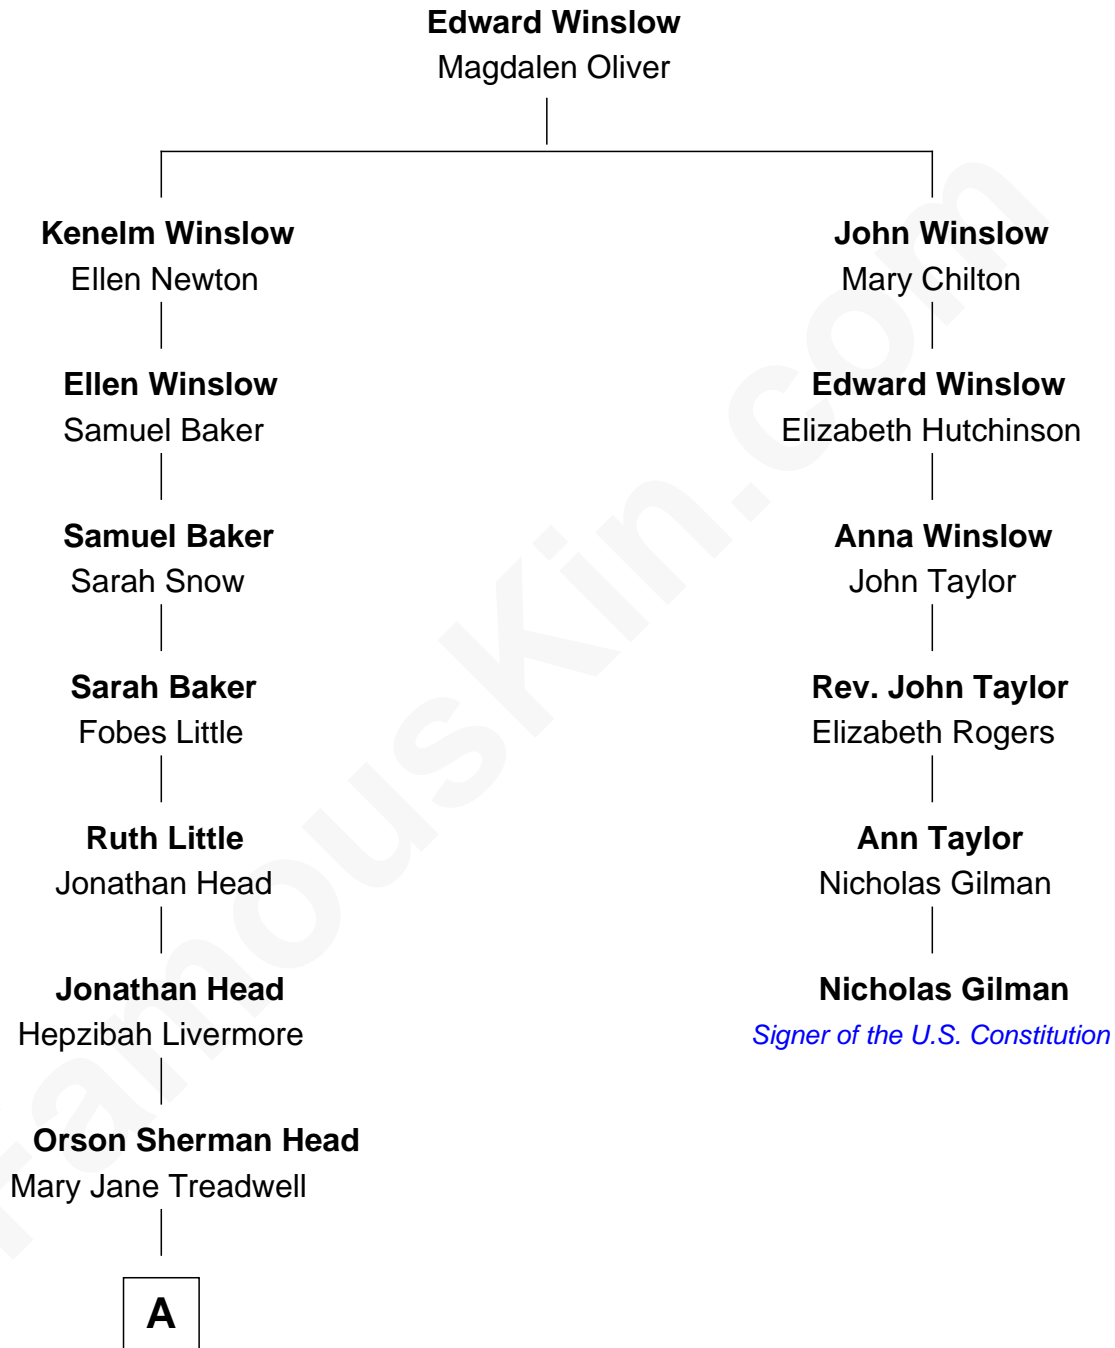 Edward Winslow
Magdalen Oliver
Kenelm Winslow
Ellen Newton
John Winslow
Mary Chilton
Ellen Winslow
Samuel Baker
Edward Winslow
Elizabeth Hutchinson
Samuel Baker
Sarah Snow
Anna Winslow
John Taylor
Sarah Baker
Fobes Little
Rev. John Taylor
Elizabeth Rogers
Ruth Little
Jonathan Head
Ann Taylor
Nicholas Gilman
Jonathan Head
Hepzibah Livermore
Nicholas Gilman
Signer of the U.S. Constitution
Orson Sherman Head
Mary Jane Treadwell
A
FamousKin.com